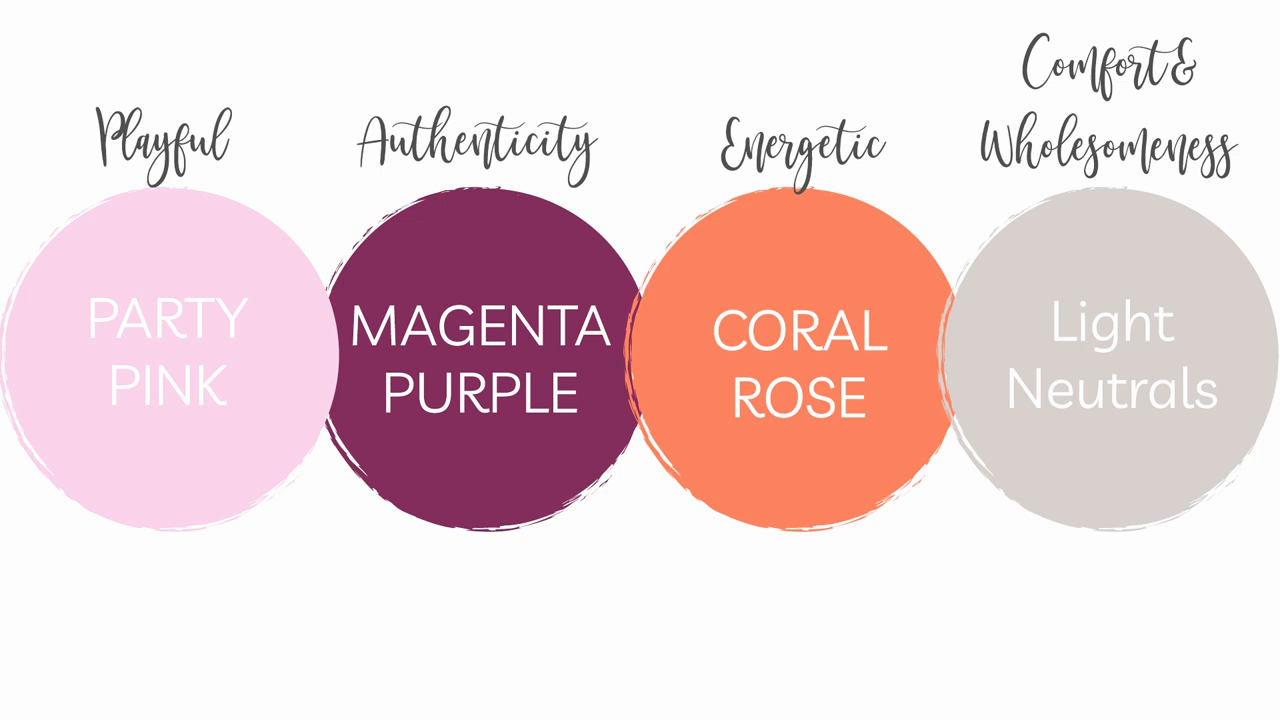 Playful
Authenticity
Energetic
Comfort &
Wholesomeness
PARTY
PINK
MAGENTA
PURPLE
CORAL
ROSE
Light
Neutrals